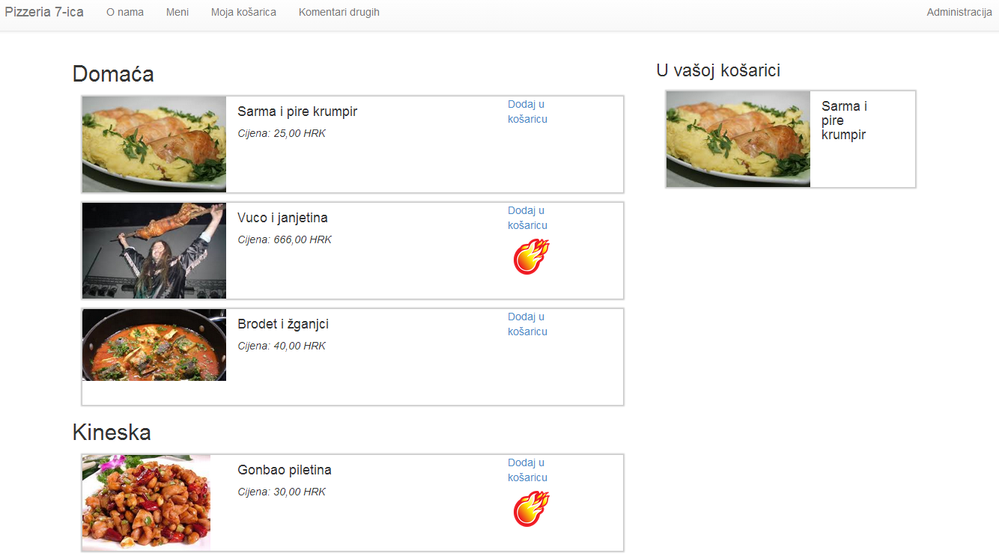 Pizzeria 7-ica
O nama
Meni
Moja košarica
Komentari drugih
Administracija
Domaća
Sarma i pire krumpir
Cijena: 25,00 HRK
Dodaj u
košaricu
Vuco i janjetina
Cijena: 666,00 HRK
Dodaj u
košaricu
Brodet i žganjci
Cijena: 40,00 HRK
Dodaj u
košaricu
Kineska
Gonbao piletina
Cijena: 30,00 HRK
Dodaj u
košaricu
U vašoj košarici
Sarma i
pire
krumpir